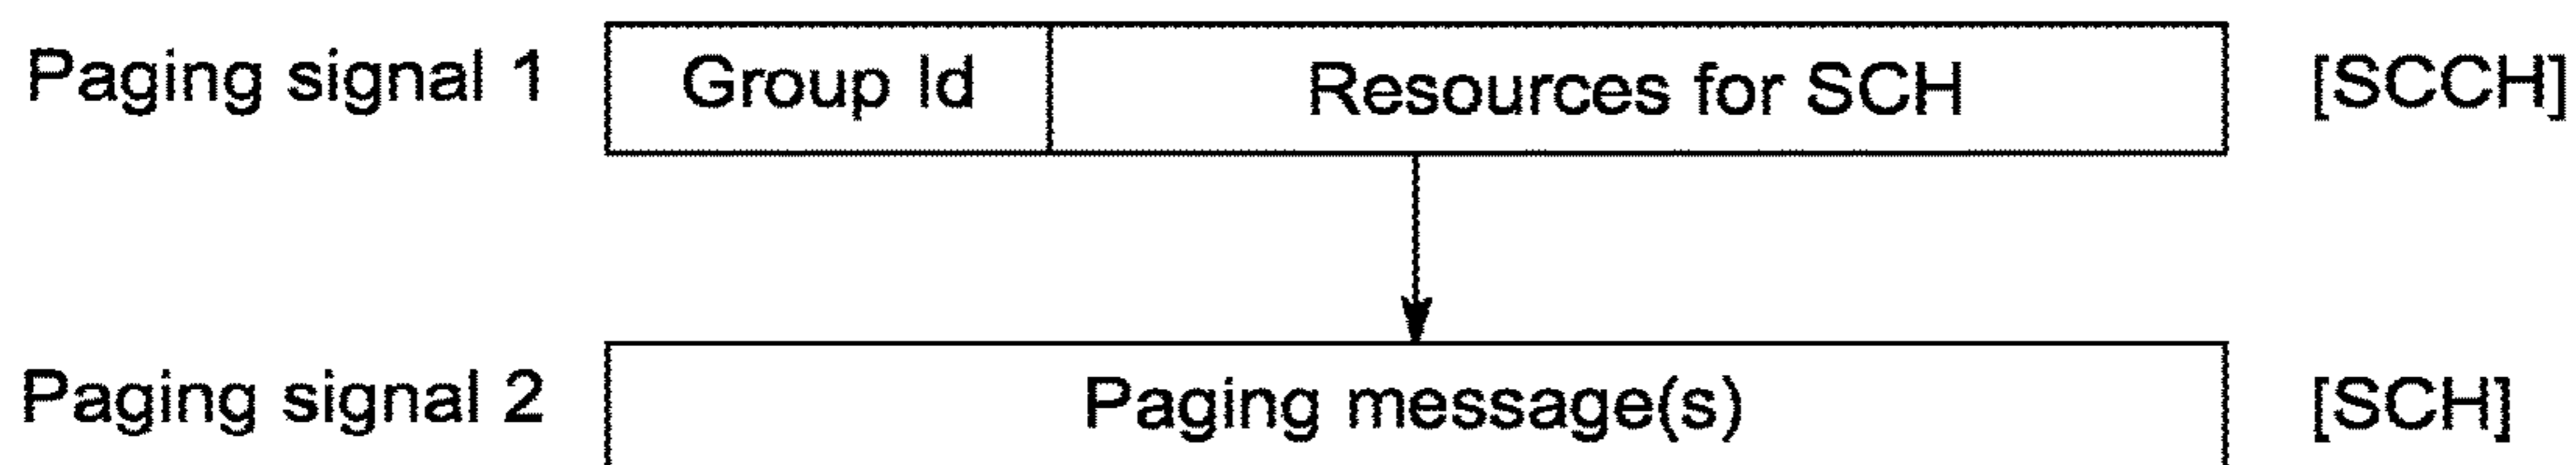 Paging signal 1 Group Id Resources for SCH [SCCH]
Paging signal 2 Paging message(s) [SCH]